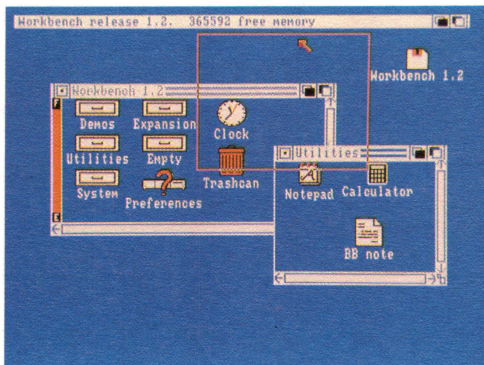 Workbench release 1.2.  365592 free memory
Workbench 1.2
Workbench 1.2
F
Demos Expansion Clock
Utilities Empty Trashcan
System Preferences
E
Utilities
Notepad Calculator
BB note